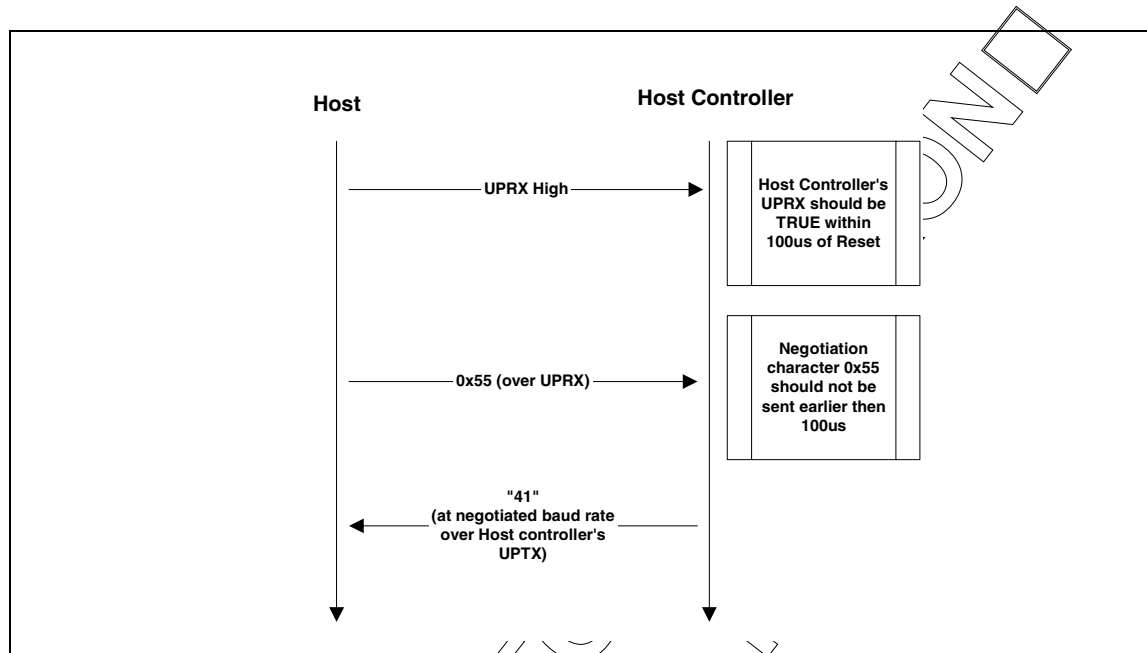 Host
Host Controller
UPRX High
Host Controller's
UPRX should be
TRUE within
100us of Reset
0x55 (over UPRX)
Negotiation
character 0x55
should not be
sent earlier then
100us
"41"
(at negotiated baud rate
over Host controller's
UPTX)